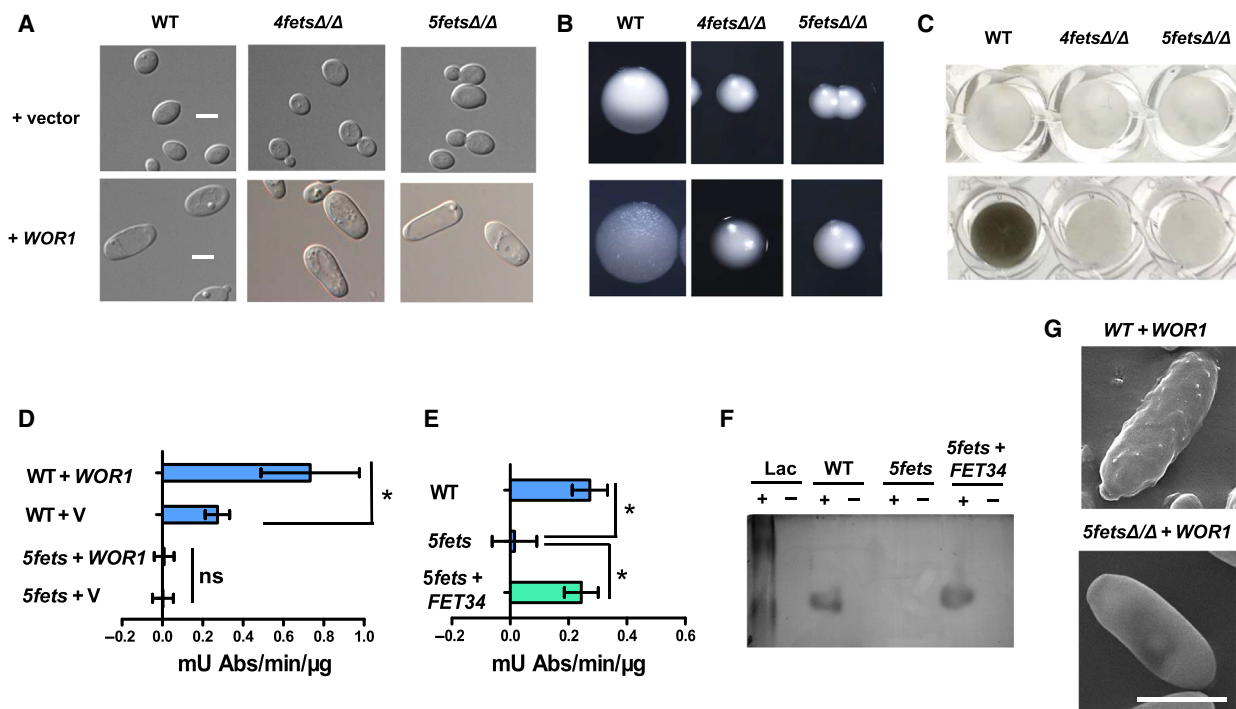 A
WT
4fetsΔ/Δ
5fetsΔ/Δ
+ vector
+ WOR1
B
WT
4fetsΔ/Δ
5fetsΔ/Δ
C
WT
4fetsΔ/Δ
5fetsΔ/Δ
D
WT + WOR1
WT + V
5fets + WOR1
5fets + V
*
ns
–0.2 0.0 0.2 0.4 0.6 0.8 1.0
mU Abs/min/μg
E
WT
5fets
5fets +
FET34
*
*
–0.2 0.0 0.2 0.4 0.6
mU Abs/min/μg
F
Lac WT 5fets 5fets +
FET34
+ – + – + – + –
G
WT + WOR1
5fetsΔ/Δ + WOR1